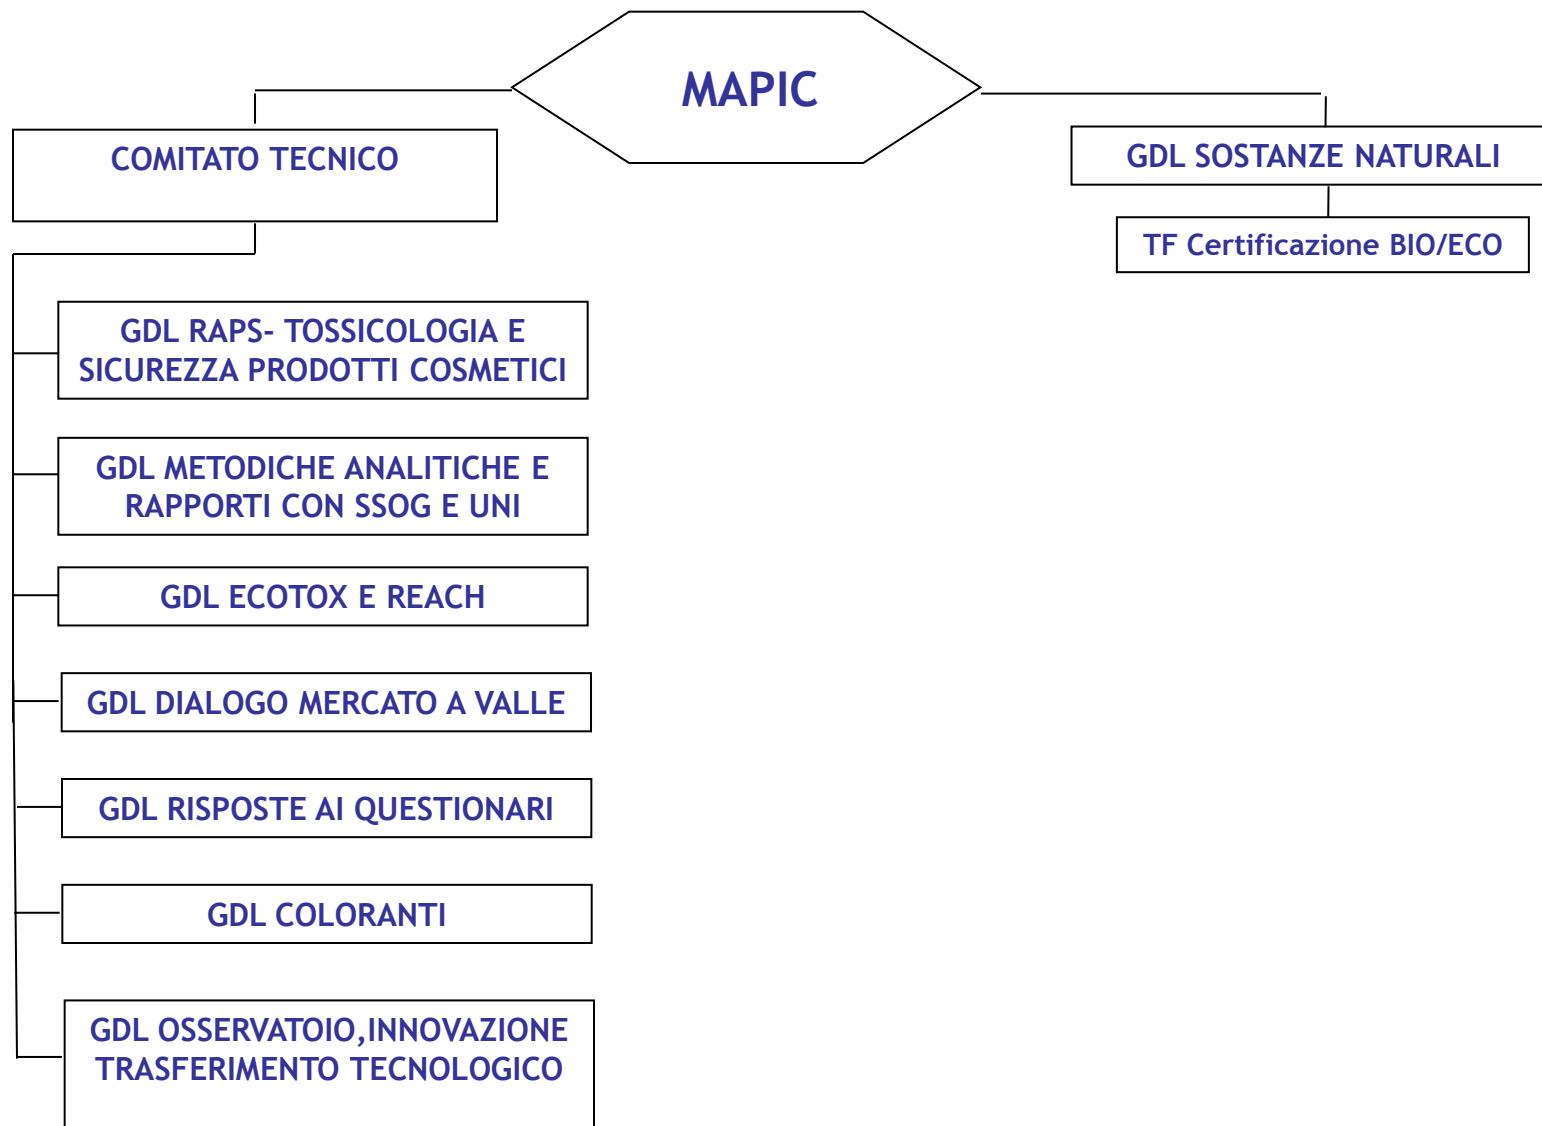 MAPIC
COMITATO TECNICO
GDL SOSTANZE NATURALI
TF Certificazione BIO/ECO
GDL RAPS- TOSSICOLOGIA E
SICUREZZA PRODOTTI COSMETICI
GDL METODICHE ANALITICHE E
RAPPORTI CON SSOG E UNI
GDL ECOTOX E REACH
GDL DIALOGO MERCATO A VALLE
GDL RISPOSTE AI QUESTIONARI
GDL COLORANTI
GDL OSSERVATOIO,INNOVAZIONE
TRASFERIMENTO TECNOLOGICO